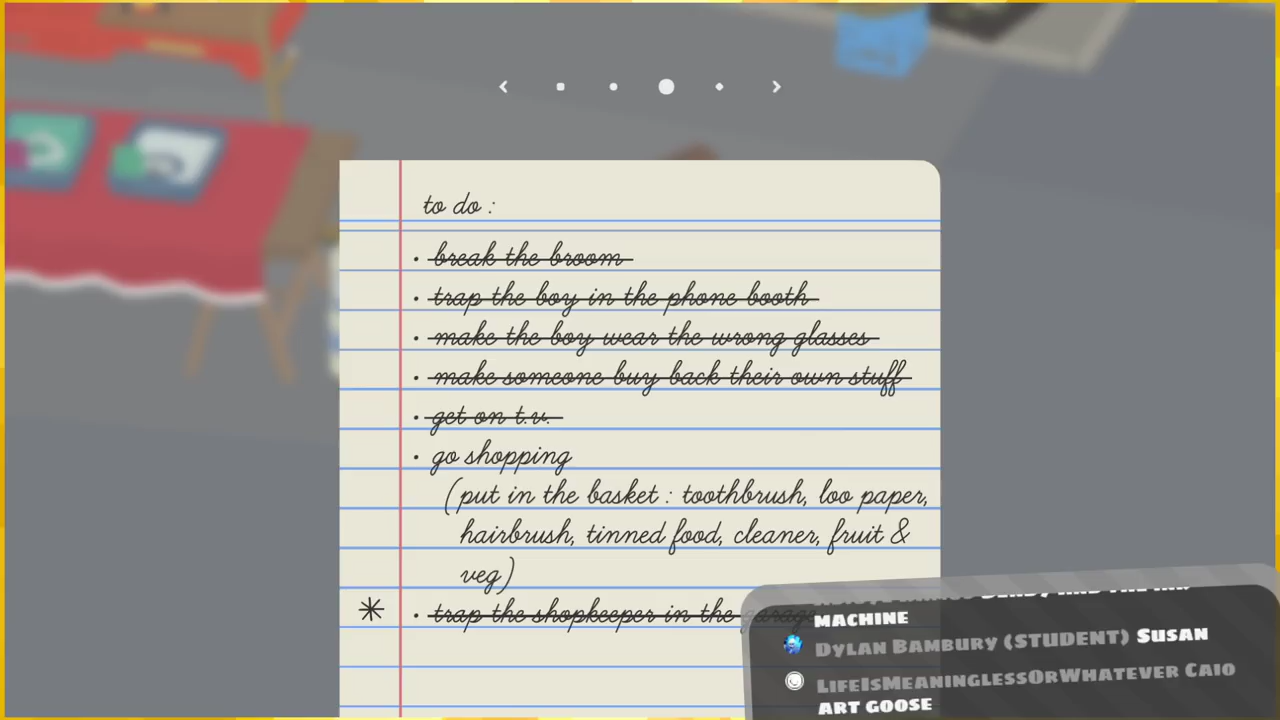 to do :
• break the broom
• trap the boy in the phone booth
• make the boy wear the wrong glasses
• make someone buy back their own stuff
• get on t.v.
• go shopping
(put in the basket : toothbrush, loo paper,
hairbrush, tinned food, cleaner, fruit &
veg)
• trap the shopkeeper in the garage
MACHINE
DYLAN BAMBURY (STUDENT) SUSAN
LIFEISMEANINGLESSORWHATEVER CAIO
ART GOOSE